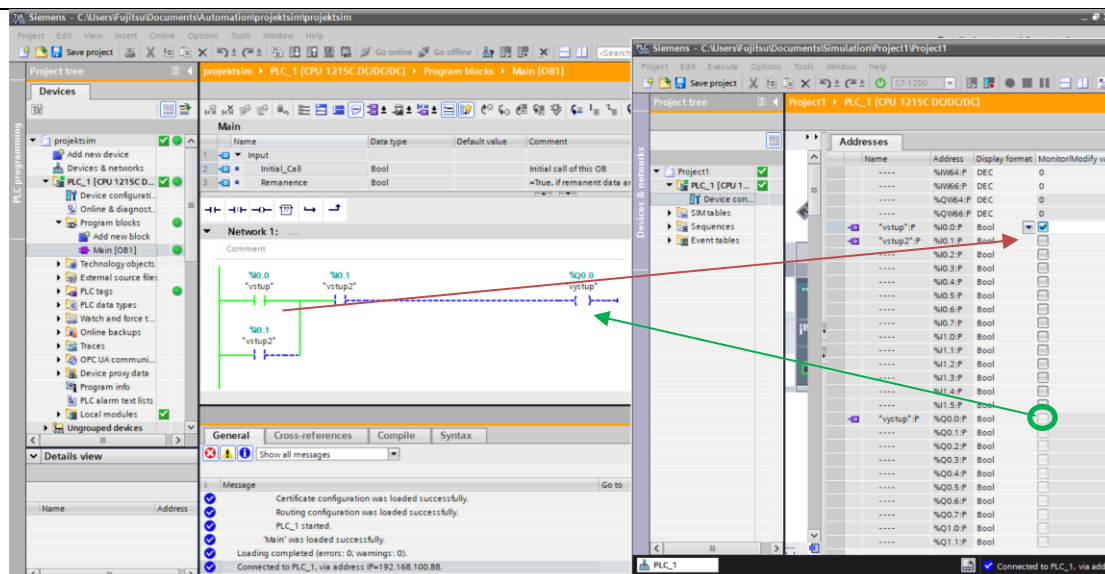 Siemens - C:\Users\Fujitsu\Documents\Automation\projektsim\projektsim
Project Edit View Insert Online Options Tools Window Help
Save project
Go online Go offline
<Search
Project tree
projektsim ▸ PLC_1 [CPU 1215C DC/DC/DC] ▸ Program blocks ▸ Main [OB1]
Devices
PLC programming
projektsim
Add new device
Devices & networks
PLC_1 [CPU 1215C D...
Device configurati...
Online & diagnost...
Program blocks
Add new block
Main [OB1]
Technology objects
External source files
PLC tags
PLC data types
Watch and force t...
Online backups
Traces
OPC UA communi...
Device proxy data
Program info
PLC alarm text lists
Local modules
Ungrouped devices
Details view
Name Address
Main
Name Data type Default value Comment
1 Input
2 Initial_Call Bool Initial call of this OB
3 Remanence Bool =True, if remanent data ar
Network 1: ....
Comment
%I0.0 %I0.1 %Q0.0
"vstup" "vstup2" "vystup"
%I0.1
"vstup2"
General Cross-references Compile Syntax
Show all messages
! Message Go to
Certificate configuration was loaded successfully.
Routing configuration was loaded successfully.
PLC_1 started.
'Main' was loaded successfully.
Loading completed (errors: 0; warnings: 0).
Connected to PLC_1, via address IP=192.168.100.88.
Siemens - C:\Users\Fujitsu\Documents\Simulation\Project1\Project1
Project Edit Execute Options Tools Window Help
Save project
S7-1200
Project tree
Project1 ▸ PLC_1 [CPU 1215C DC/DC/DC]
Devices & networks
Project1
PLC_1 [CPU 1...
Device con...
SIM tables
Sequences
Event tables
Addresses
Name Address Display format Monitor/Modify va
---- %IW64:P DEC 0
---- %IW66:P DEC 0
---- %QW64:P DEC 0
---- %QW66:P DEC 0
"vstup":P %I0.0:P Bool
"vstup2":P %I0.1:P Bool
---- %I0.2:P Bool
---- %I0.3:P Bool
---- %I0.4:P Bool
---- %I0.5:P Bool
---- %I0.6:P Bool
---- %I0.7:P Bool
---- %I1.0:P Bool
---- %I1.1:P Bool
---- %I1.2:P Bool
---- %I1.3:P Bool
---- %I1.4:P Bool
---- %I1.5:P Bool
"vystup":P %Q0.0:P Bool
---- %Q0.1:P Bool
---- %Q0.2:P Bool
---- %Q0.3:P Bool
---- %Q0.4:P Bool
---- %Q0.5:P Bool
---- %Q0.6:P Bool
---- %Q0.7:P Bool
---- %Q1.0:P Bool
---- %Q1.1:P Bool
PLC_1
Connected to PLC_1, via add